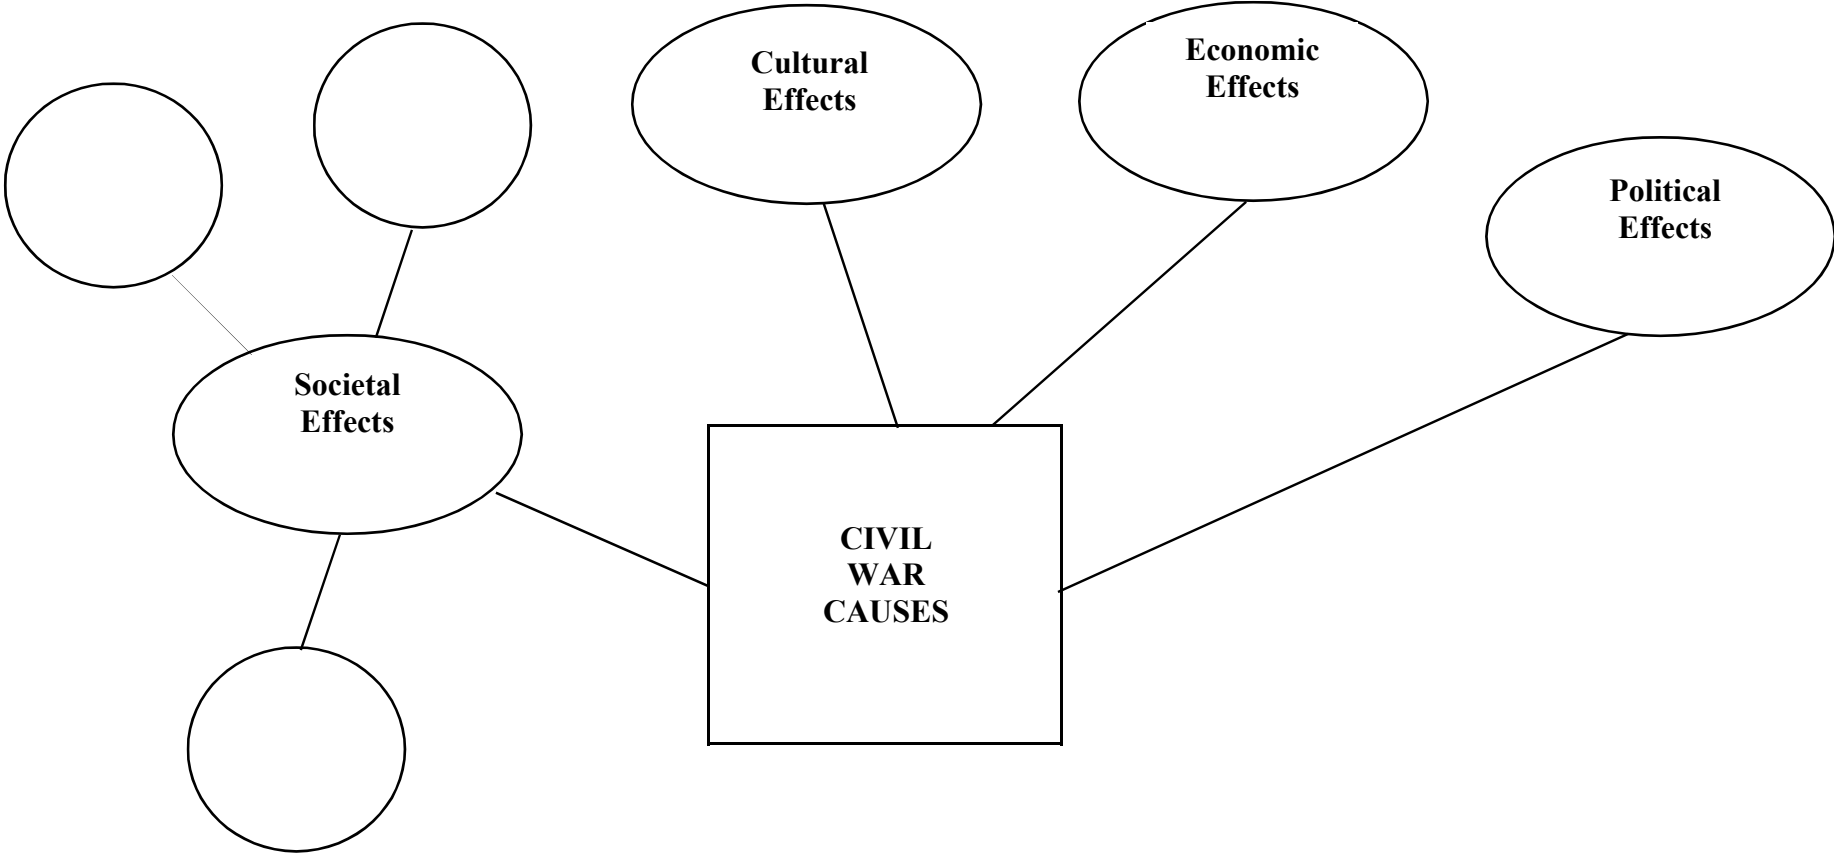 Cultural
Effects
Economic
Effects
Political
Effects
Societal
Effects
CIVIL
WAR
CAUSES